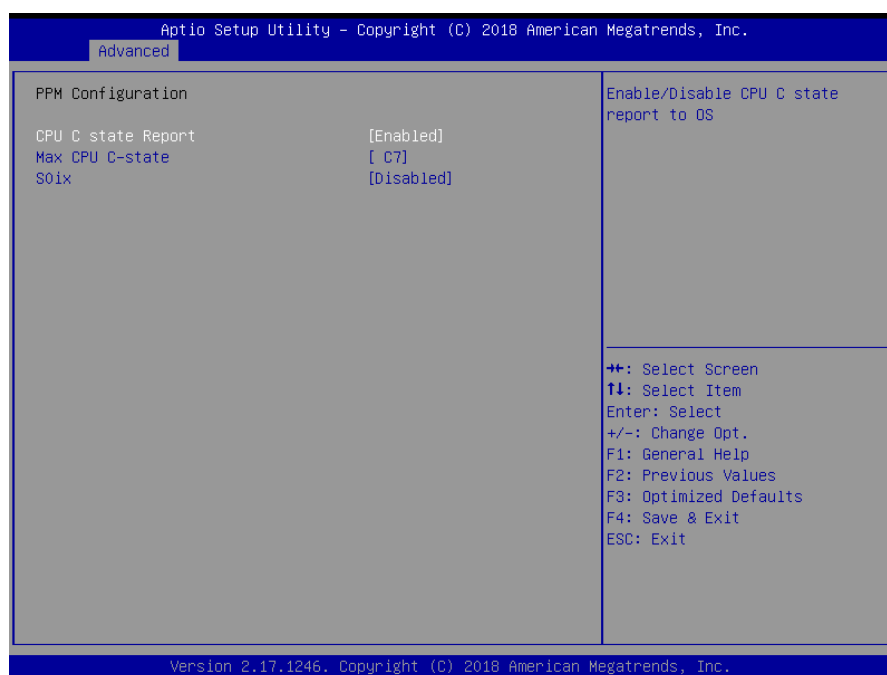 Aptio Setup Utility – Copyright (C) 2018 American Megatrends, Inc.
Advanced
PPM Configuration
CPU C state Report [Enabled]
Max CPU C-state [ C7]
S0ix [Disabled]
Enable/Disable CPU C state
report to OS
→←: Select Screen
↑↓: Select Item
Enter: Select
+/-: Change Opt.
F1: General Help
F2: Previous Values
F3: Optimized Defaults
F4: Save & Exit
ESC: Exit
Version 2.17.1246. Copyright (C) 2018 American Megatrends, Inc.